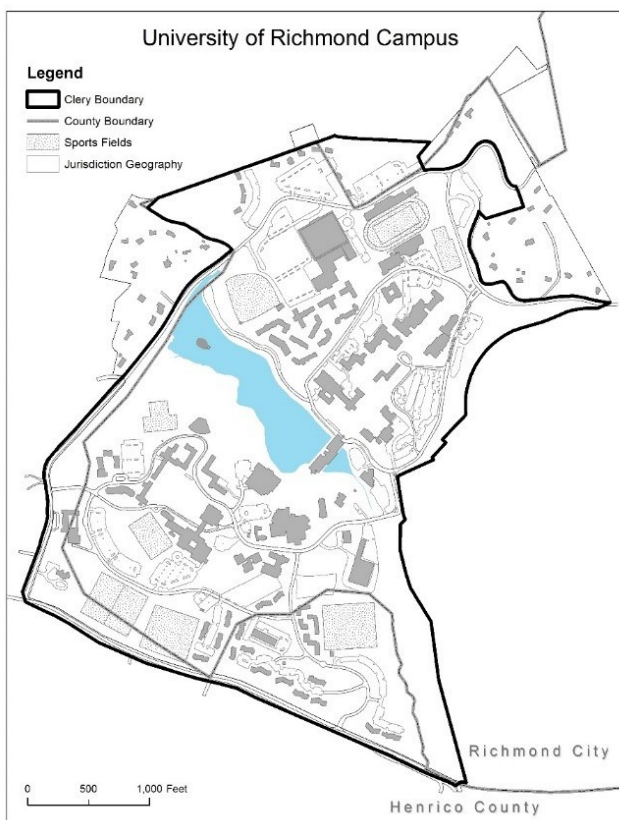 University of Richmond Campus
Legend
Clery Boundary
County Boundary
Sports Fields
Jurisdiction Geography
0 500 1,000 Feet
Richmond City
Henrico County